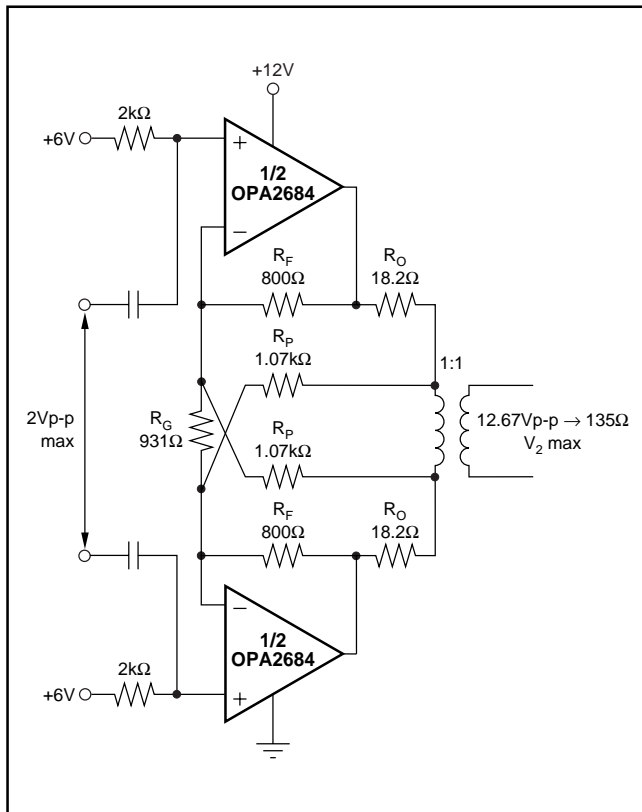 +12V
2kΩ
+6V
+
1/2
OPA2684
−
R_F
800Ω
R_O
18.2Ω
R_P
1.07kΩ
1:1
2Vp-p
max
R_G
931Ω
12.67Vp-p → 135Ω
V_2 max
R_P
1.07kΩ
R_F
800Ω
R_O
18.2Ω
−
1/2
OPA2684
+
2kΩ
+6V